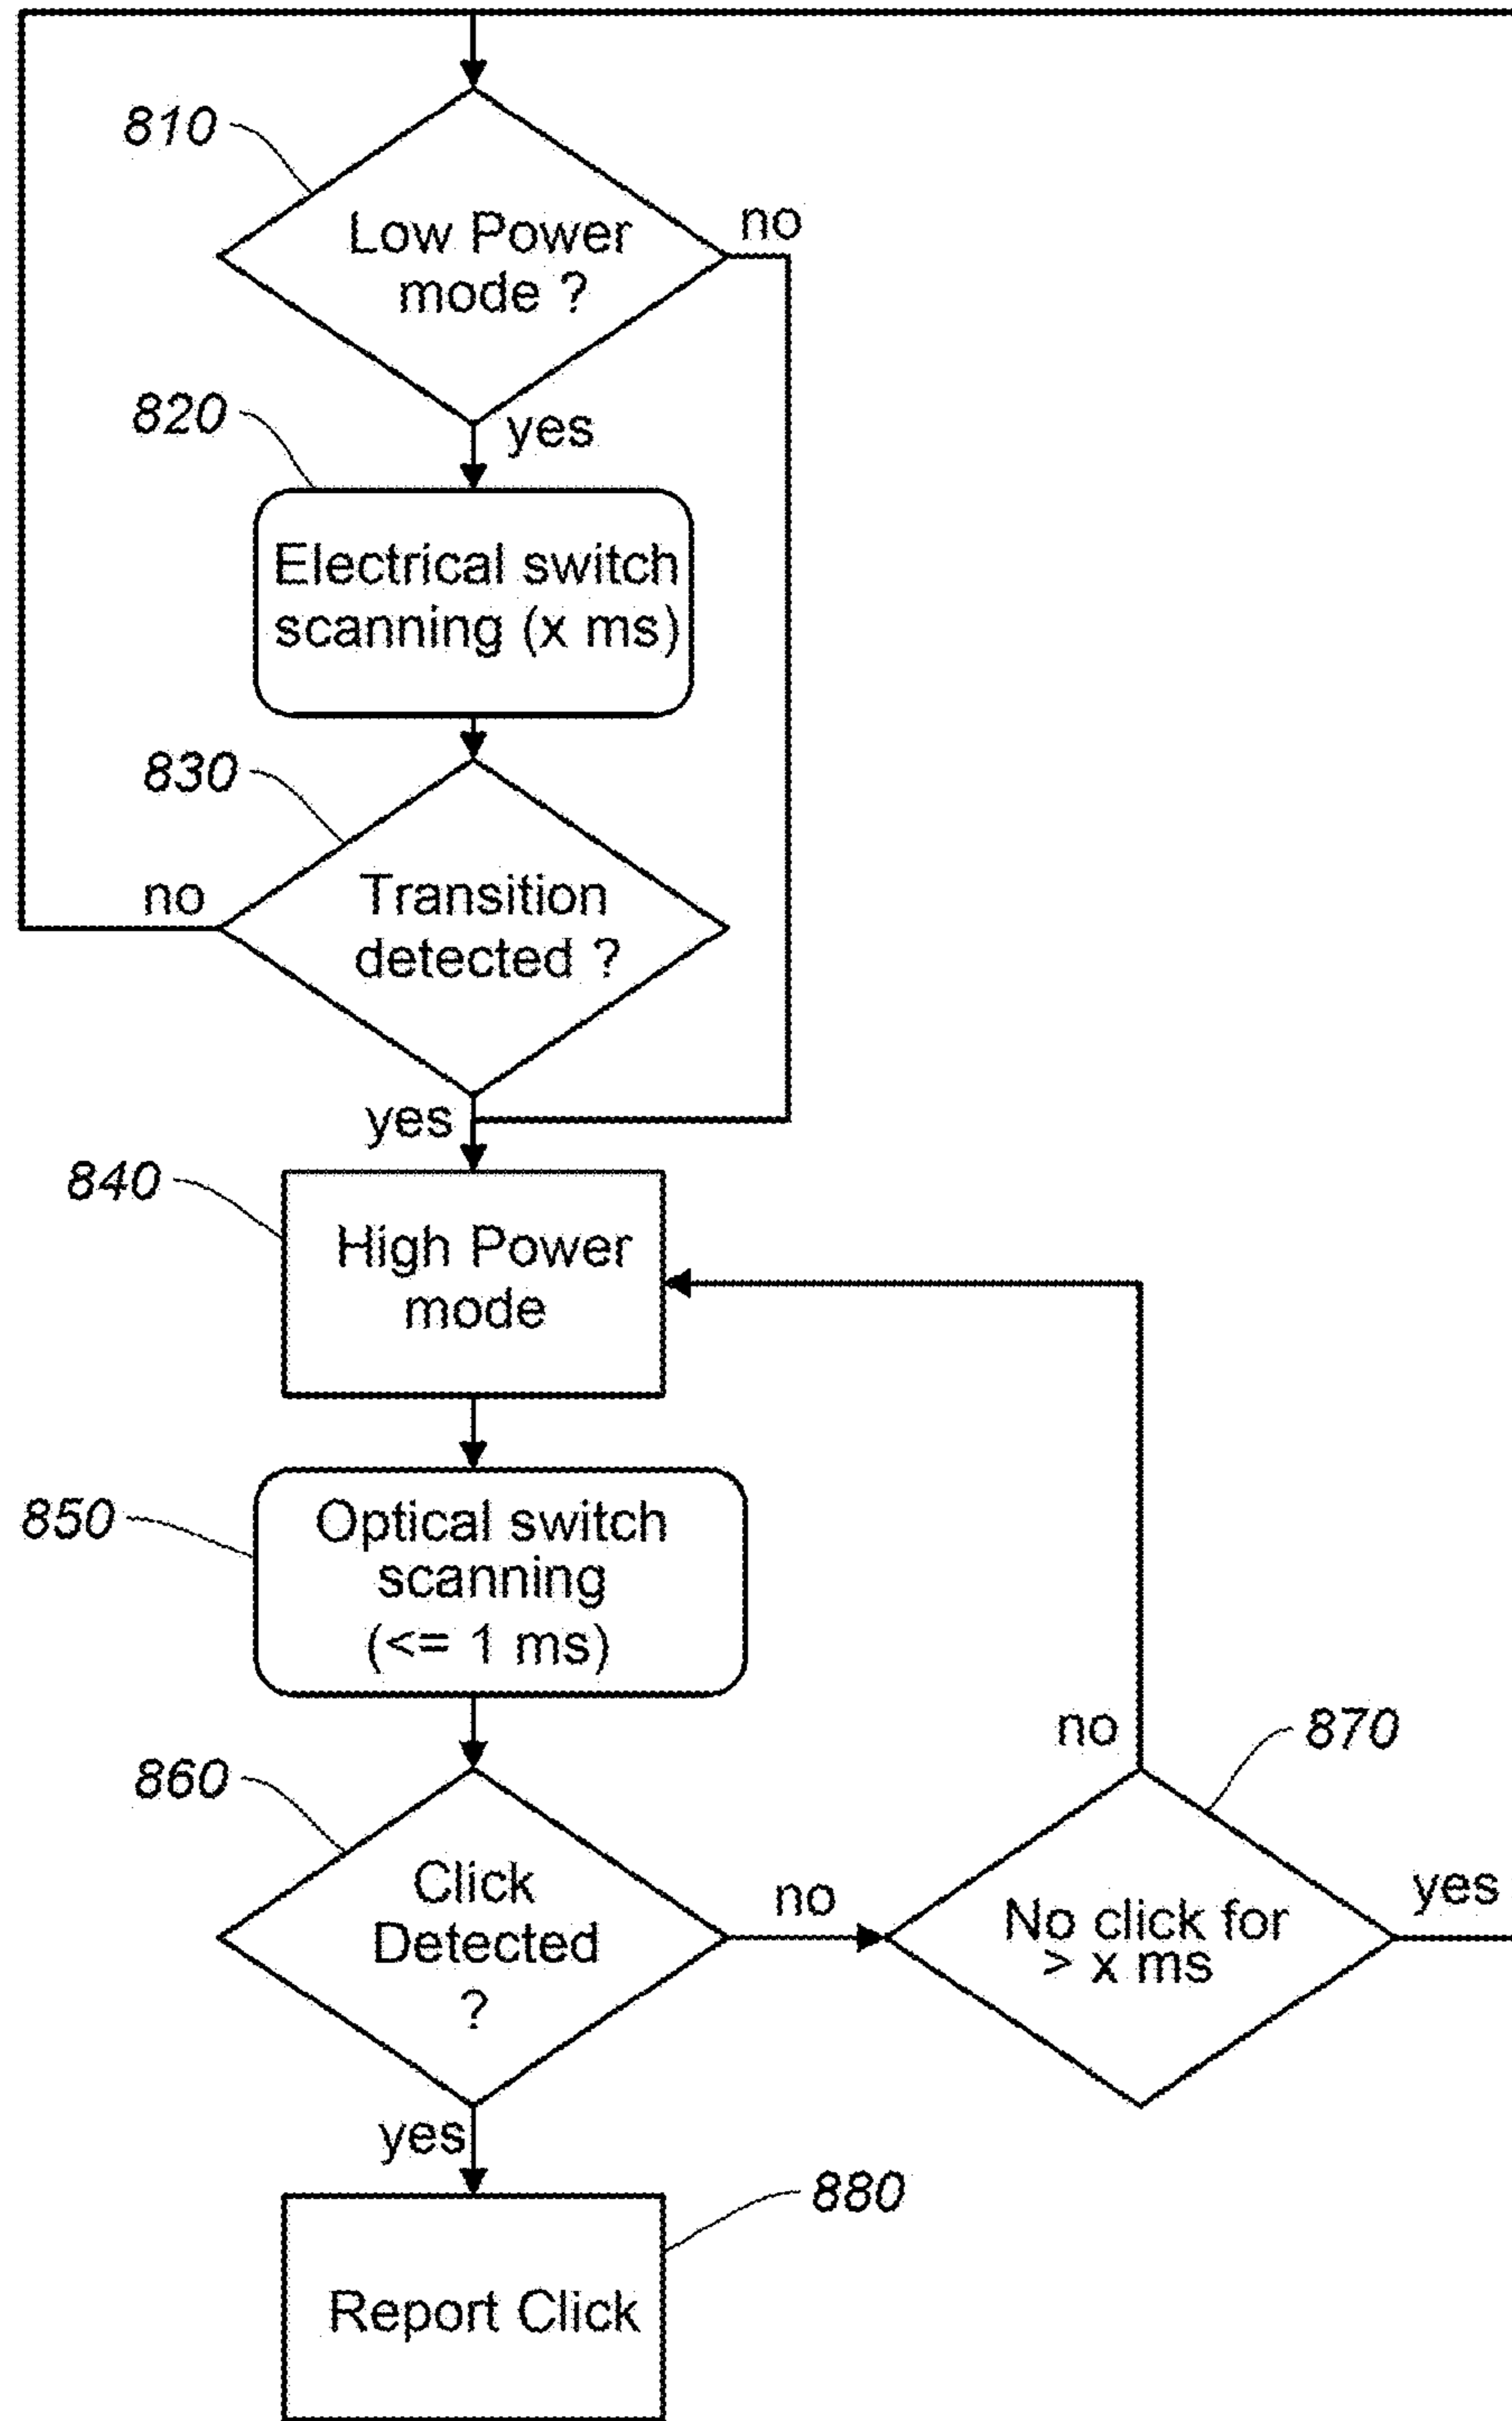 810
Low Power
mode ?
no
820
yes
Electrical switch
scanning (x ms)
830
no
Transition
detected ?
yes
840
High Power
mode
850
Optical switch
scanning
(<= 1 ms)
no
870
860
Click
Detected
?
no
No click for
> x ms
yes
yes
880
Report Click